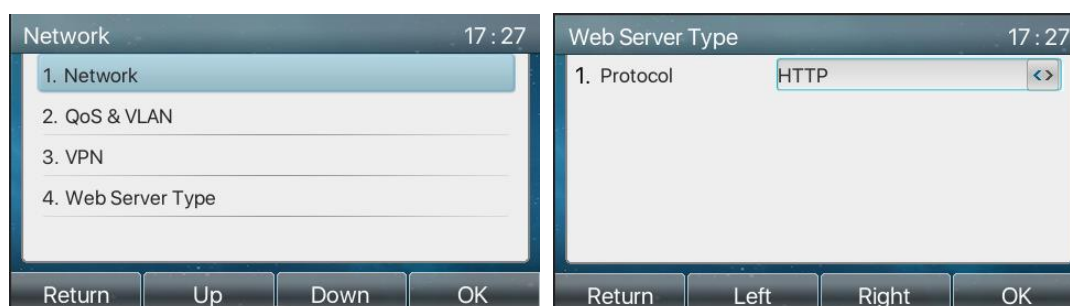 Network 17:27
1. Network
2. QoS & VLAN
3. VPN
4. Web Server Type
Return Up Down OK
Web Server Type 17:27
1. Protocol HTTP <>
Return Left Right OK